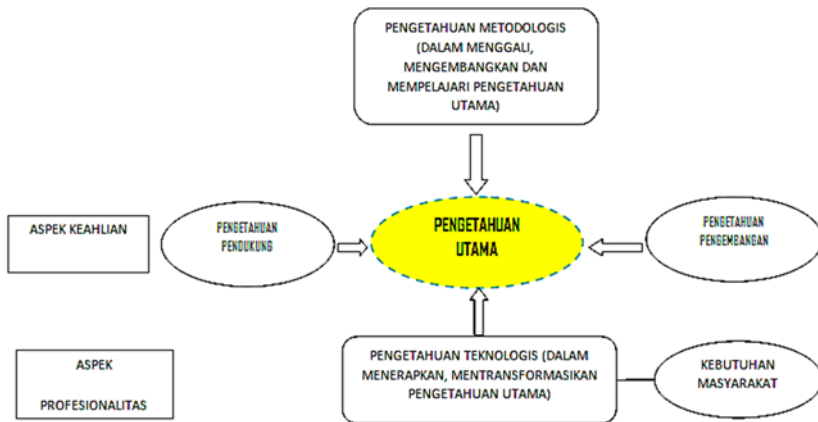 PENGETAHUAN METODOLOGIS
(DALAM MENGGALI,
MENGEMBANGKAN DAN
MEMPELAJARI PENGETAHUAN
UTAMA)
ASPEK KEAHLIAN
PENGETAHUAN
PENDUKUNG
PENGETAHUAN
UTAMA
PENGETAHUAN
PENGEMBANGAN
ASPEK
PROFESIONALITAS
PENGETAHUAN TEKNOLOGIS (DALAM
MENERAPKAN, MENTRANSFORMASIKAN
PENGETAHUAN UTAMA)
KEBUTUHAN
MASYARAKAT